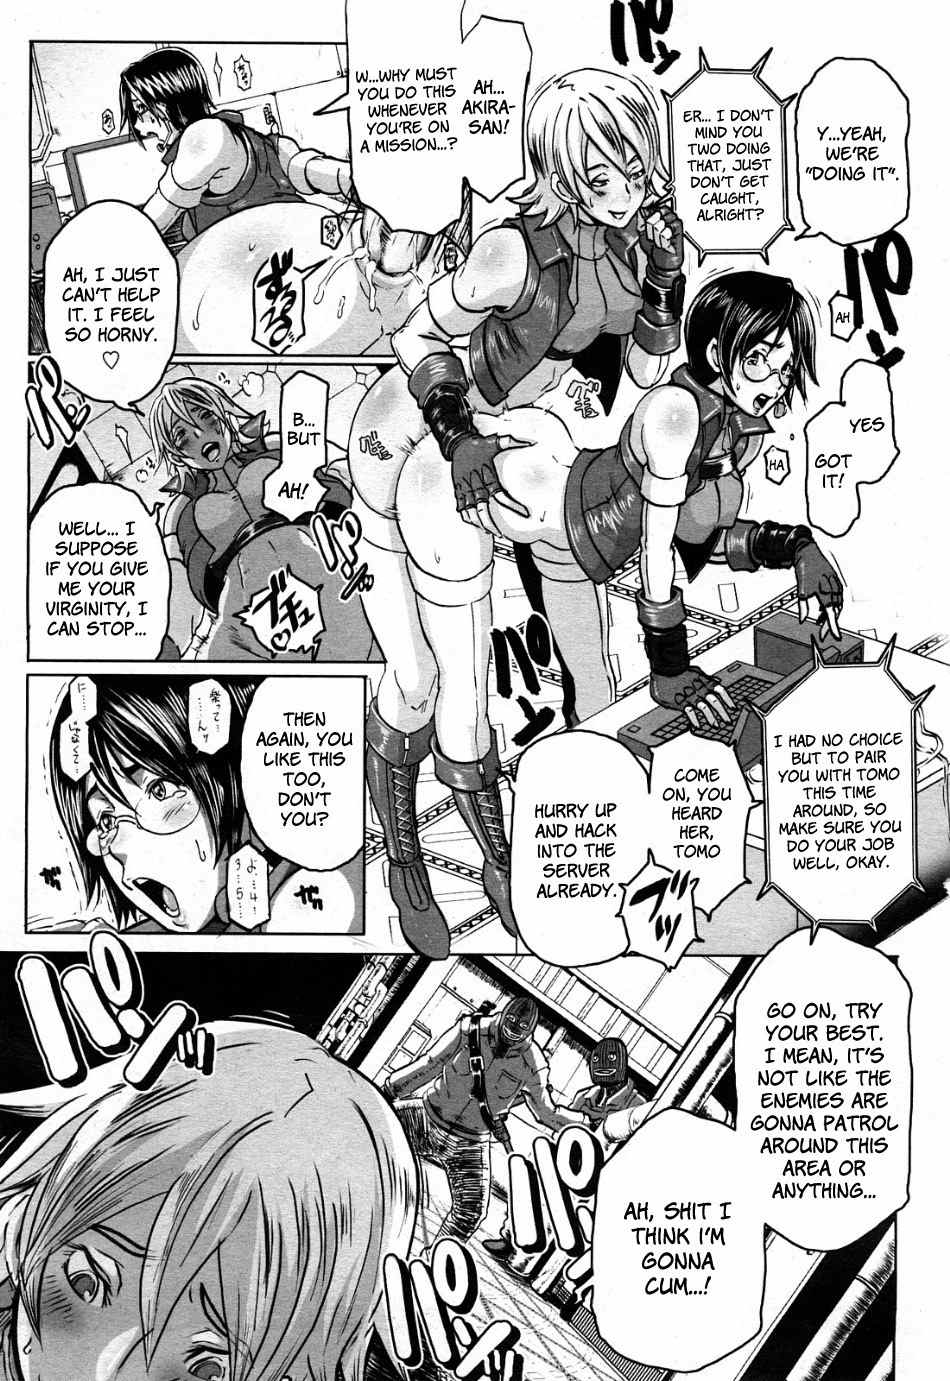 Y...YEAH,
WE'RE
"DOING IT".
ER... I DON'T
MIND YOU
TWO DOING
THAT, JUST
DON'T GET
CAUGHT,
ALRIGHT?
AH
YES
GOT
IT!
HA
I HAD NO CHOICE
BUT TO PAIR
YOU WITH TOMO
THIS TIME
AROUND, SO
MAKE SURE YOU
DO YOUR JOB
WELL, OKAY.
COME
ON, YOU
HEARD
HER,
TOMO
HURRY UP
AND HACK
INTO THE
SERVER
ALREADY.
AH...
AKIRA-
SAN!
W...WHY MUST
YOU DO THIS
WHENEVER
YOU'RE ON
A MISSION...?
AH, I JUST
CAN'T HELP
IT. I FEEL
SO HORNY.
♡
B...
BUT
AH!
WELL... I
SUPPOSE
IF YOU GIVE
ME YOUR
VIRGINITY, I
CAN STOP...
THEN
AGAIN, YOU
LIKE THIS
TOO,
DON'T
YOU?
GO ON, TRY
YOUR BEST.
I MEAN, IT'S
NOT LIKE THE
ENEMIES ARE
GONNA PATROL
AROUND THIS
AREA OR
ANYTHING...
AH, SHIT I
THINK I'M
GONNA
CUM...!
パン
パン
パン